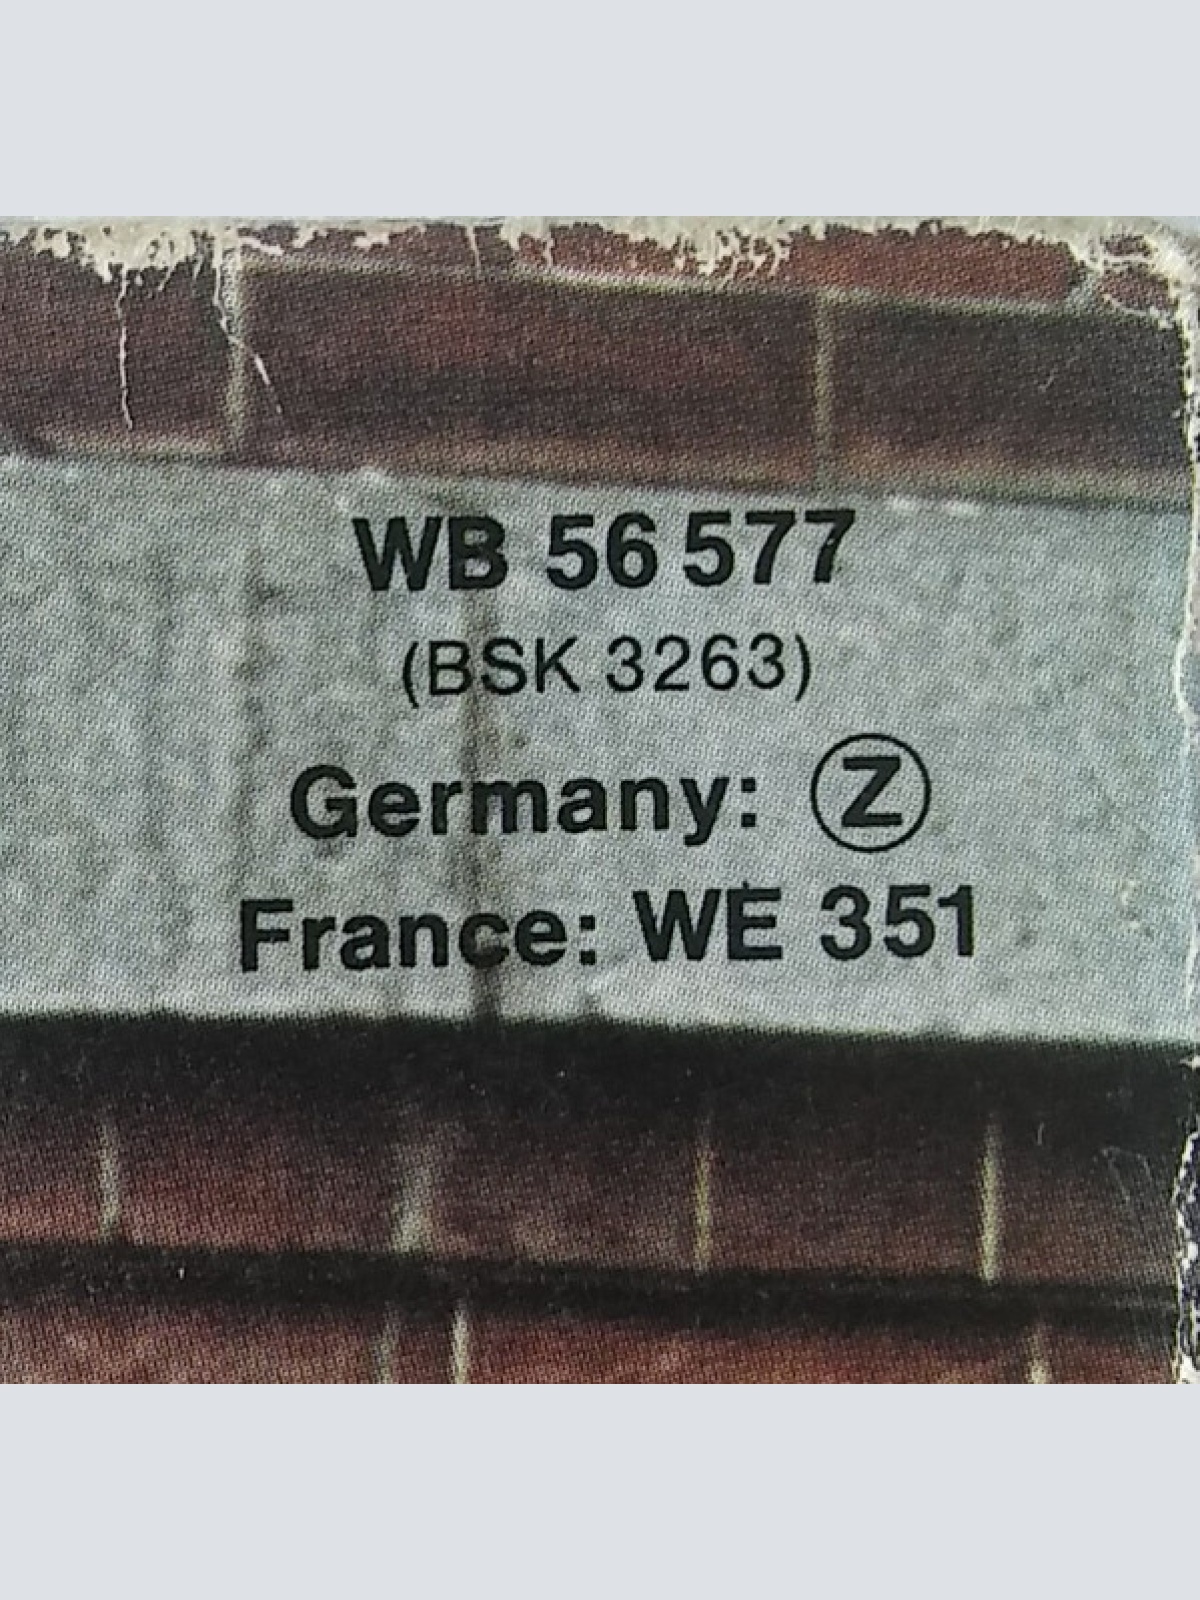 WB 56 577
(BSK 3263)
Germany: Ⓩ
France: WE 351